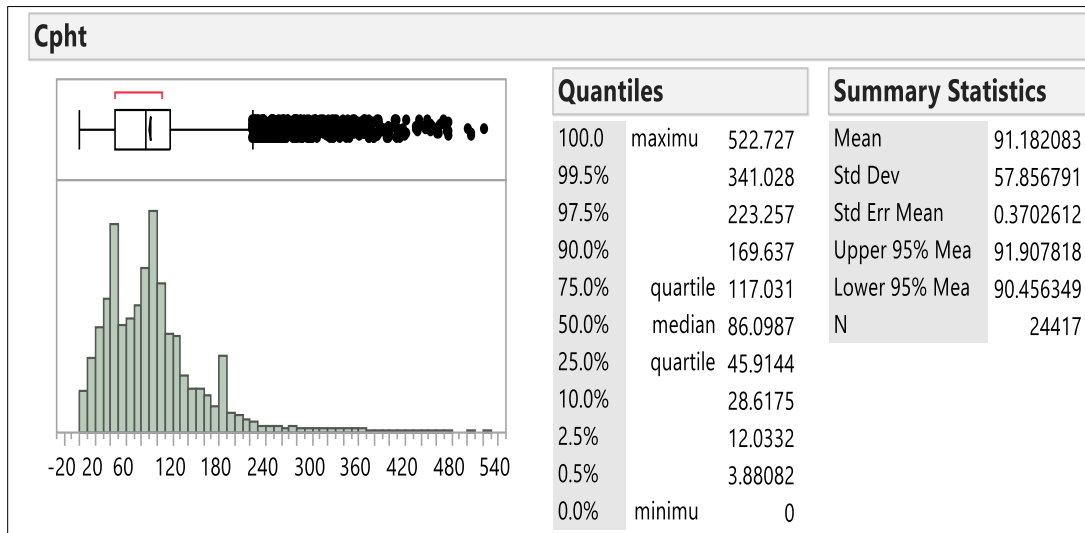 Cpht
-20 20 60 120 180 240 300 360 420 480 540
Quantiles
100.0 maximu 522.727
99.5% 341.028
97.5% 223.257
90.0% 169.637
75.0% quartile 117.031
50.0% median 86.0987
25.0% quartile 45.9144
10.0% 28.6175
2.5% 12.0332
0.5% 3.88082
0.0% minimu 0
Summary Statistics
Mean 91.182083
Std Dev 57.856791
Std Err Mean 0.3702612
Upper 95% Mea 91.907818
Lower 95% Mea 90.456349
N 24417